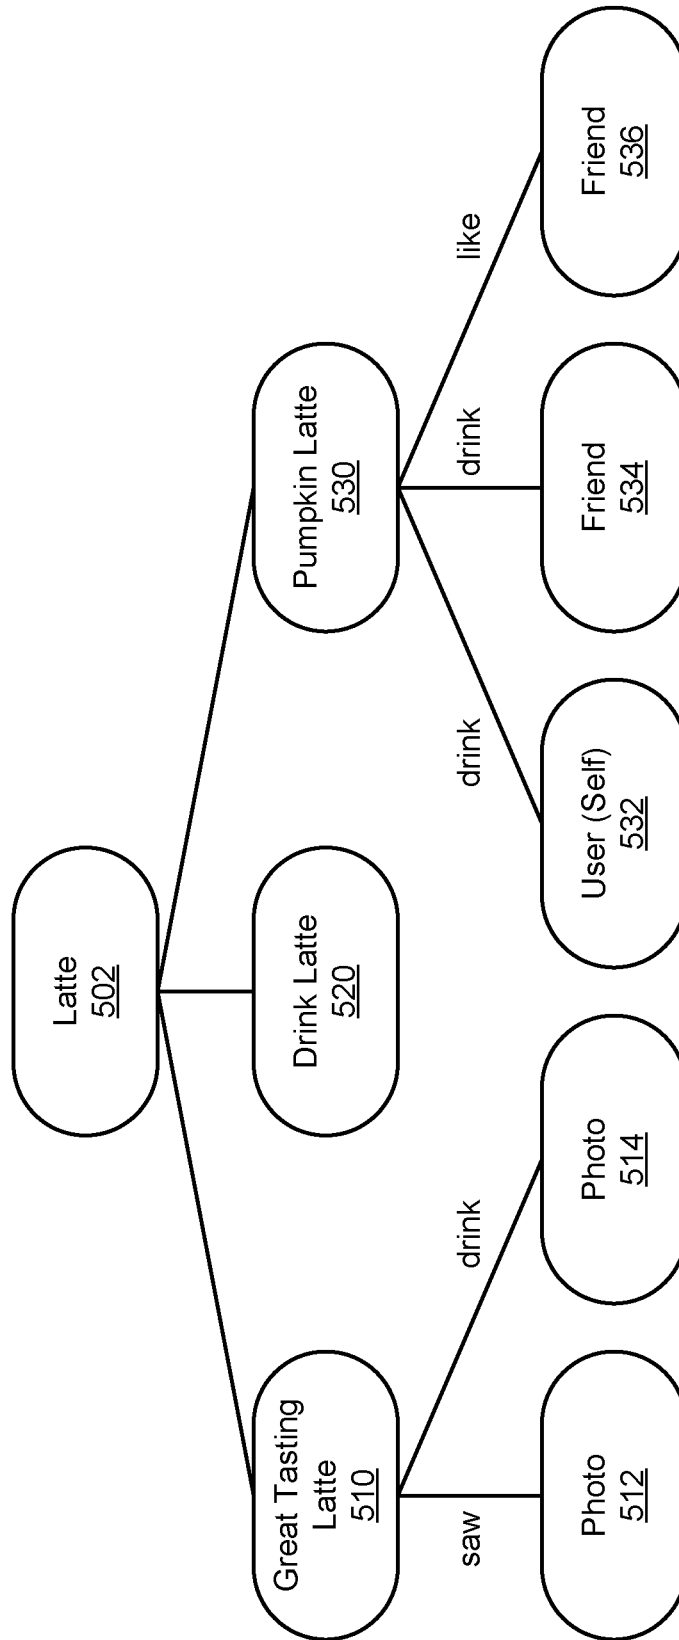 Latte
502
Great Tasting
Latte
510
Drink Latte
520
Pumpkin Latte
530
saw
drink
drink
drink
like
Photo
512
Photo
514
User (Self)
532
Friend
534
Friend
536